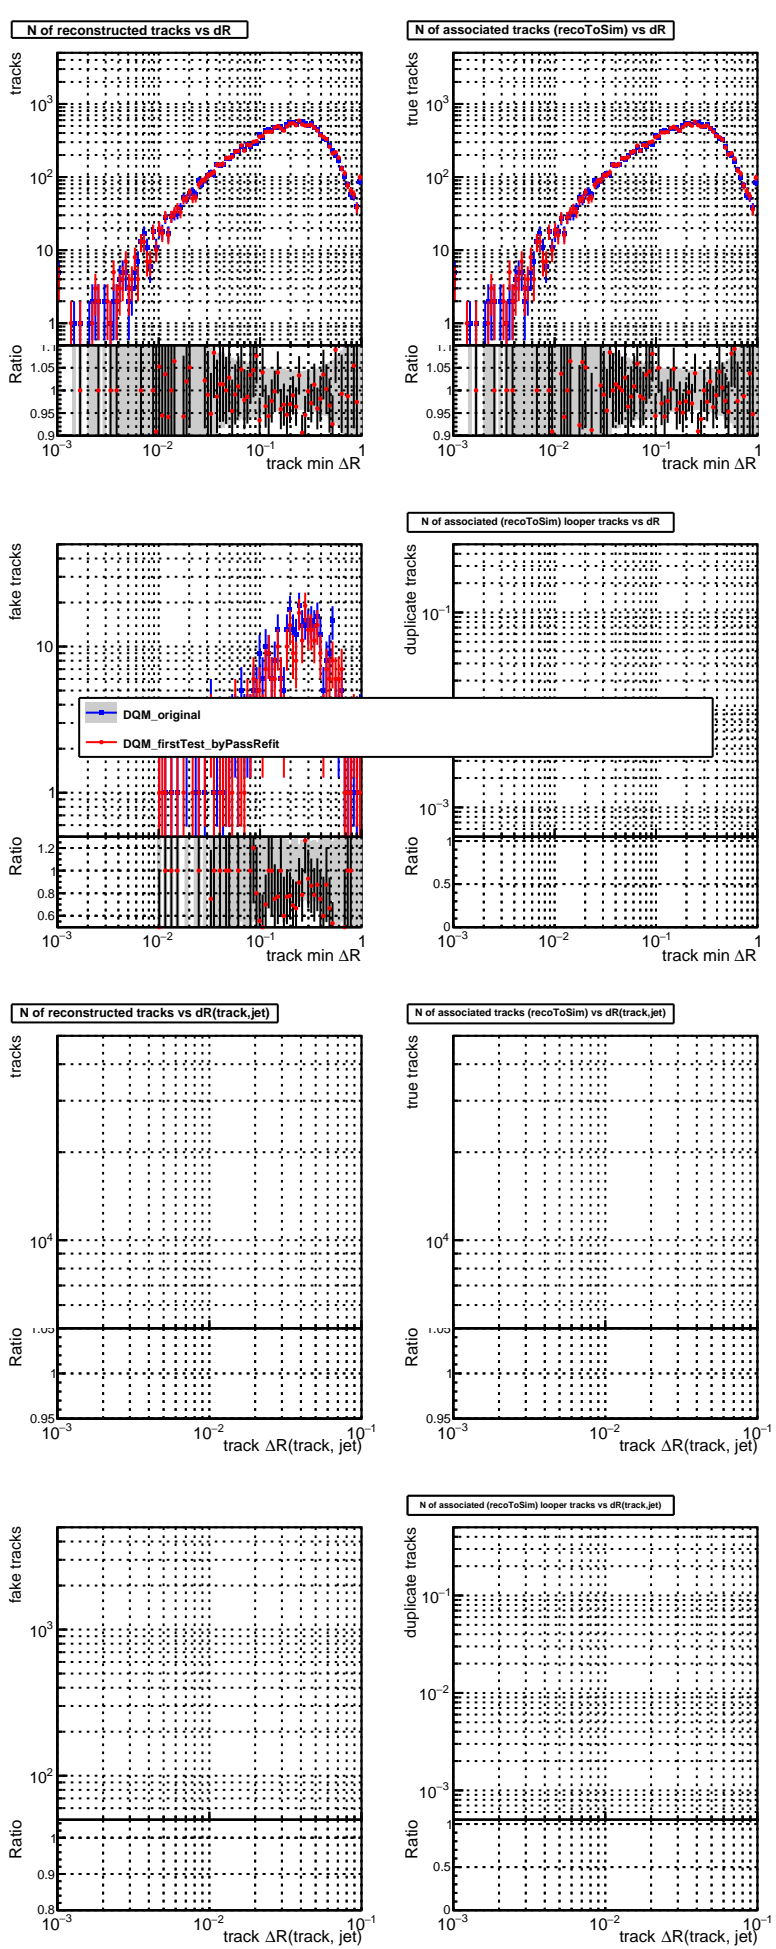 N of reconstructed tracks vs dR
N of associated tracks (recoToSim) vs dR
tracks
10³
10²
10
1
Ratio
1.1
1.05
1
0.95
0.9
10⁻³
10⁻²
10⁻¹
1
track min ΔR
true tracks
10³
10²
10
1
Ratio
1.1
1.05
1
0.95
0.9
10⁻³
10⁻²
10⁻¹
1
track min ΔR
N of associated (recoToSim) looper tracks vs dR
fake tracks
10
1
Ratio
1.2
1
0.8
0.6
10⁻³
10⁻²
10⁻¹
1
track min ΔR
duplicate tracks
10⁻¹
10⁻³
Ratio
1
0.5
0
10⁻³
10⁻²
10⁻¹
1
track min ΔR
DQM_original
DQM_firstTest_byPassRefit
N of reconstructed tracks vs dR(track,jet)
N of associated tracks (recoToSim) vs dR(track,jet)
tracks
10⁴
Ratio
1.05
1
0.95
10⁻³
10⁻²
10⁻¹
track ΔR(track, jet)
true tracks
10⁴
Ratio
1.05
1
0.95
10⁻³
10⁻²
10⁻¹
track ΔR(track, jet)
N of associated (recoToSim) looper tracks vs dR(track,jet)
fake tracks
10³
10²
Ratio
1
0.9
0.8
10⁻³
10⁻²
10⁻¹
track ΔR(track, jet)
duplicate tracks
10⁻¹
10⁻²
10⁻³
Ratio
1
0.5
0
10⁻³
10⁻²
10⁻¹
track ΔR(track, jet)